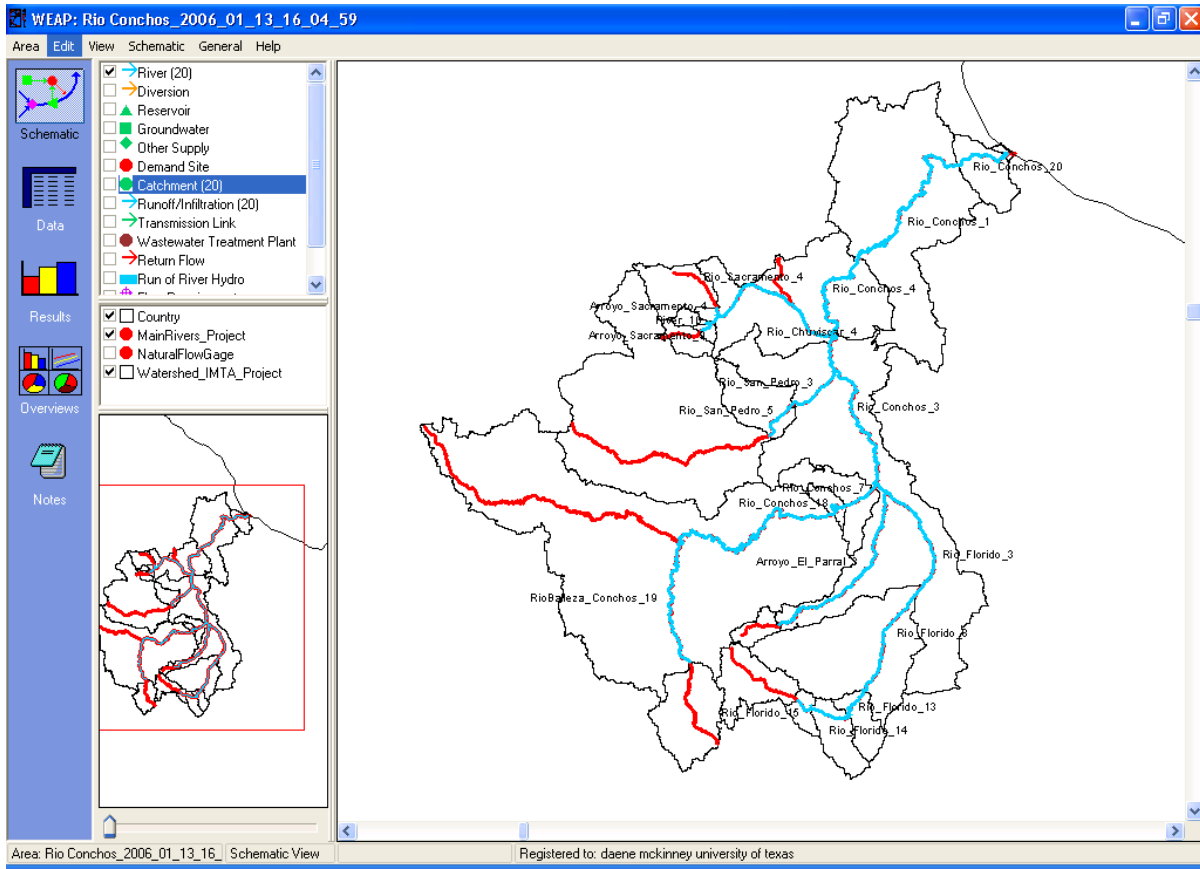 WEAP: Rio Conchos_2006_01_13_16_04_59
Area Edit View Schematic General Help
Schematic
Data
Results
Overviews
Notes
River (20)
Diversion
Reservoir
Groundwater
Other Supply
Demand Site
Catchment (20)
Runoff/Infiltration (20)
Transmission Link
Wastewater Treatment Plant
Return Flow
Run of River Hydro
Country
MainRivers_Project
NaturalFlowGage
Watershed_IMTA_Project
Rio_Conchos_20
Rio_Conchos_1
Rio_Sacramento_4
Rio_Conchos_4
Arroyo_Sacramento_4
Rio_Chuviscar_4
Rio_San_Pedro_3
Rio_San_Pedro_5
Rio_Conchos_3
Rio_Conchos_7
Rio_Conchos_18
Rio_Florido_3
Arroyo_El_Parral_3
RioBalleza_Conchos_19
Rio_Florido_8
Rio_Florido_13
Rio_Florido_15
Rio_Florido_14
Area: Rio Conchos_2006_01_13_16_ Schematic View Registered to: daene mckinney university of texas